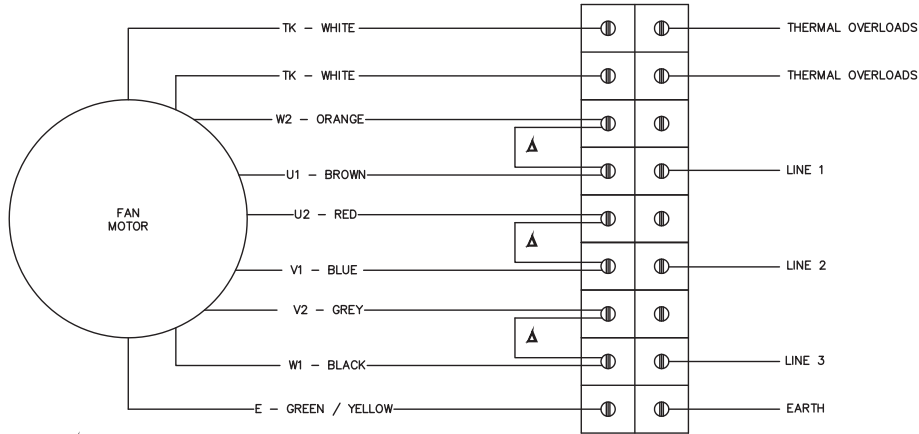 TK – WHITE
THERMAL OVERLOADS
TK – WHITE
THERMAL OVERLOADS
W2 – ORANGE
Δ
U1 – BROWN
LINE 1
FAN
MOTOR
U2 – RED
Δ
V1 – BLUE
LINE 2
V2 – GREY
Δ
W1 – BLACK
LINE 3
E – GREEN / YELLOW
EARTH